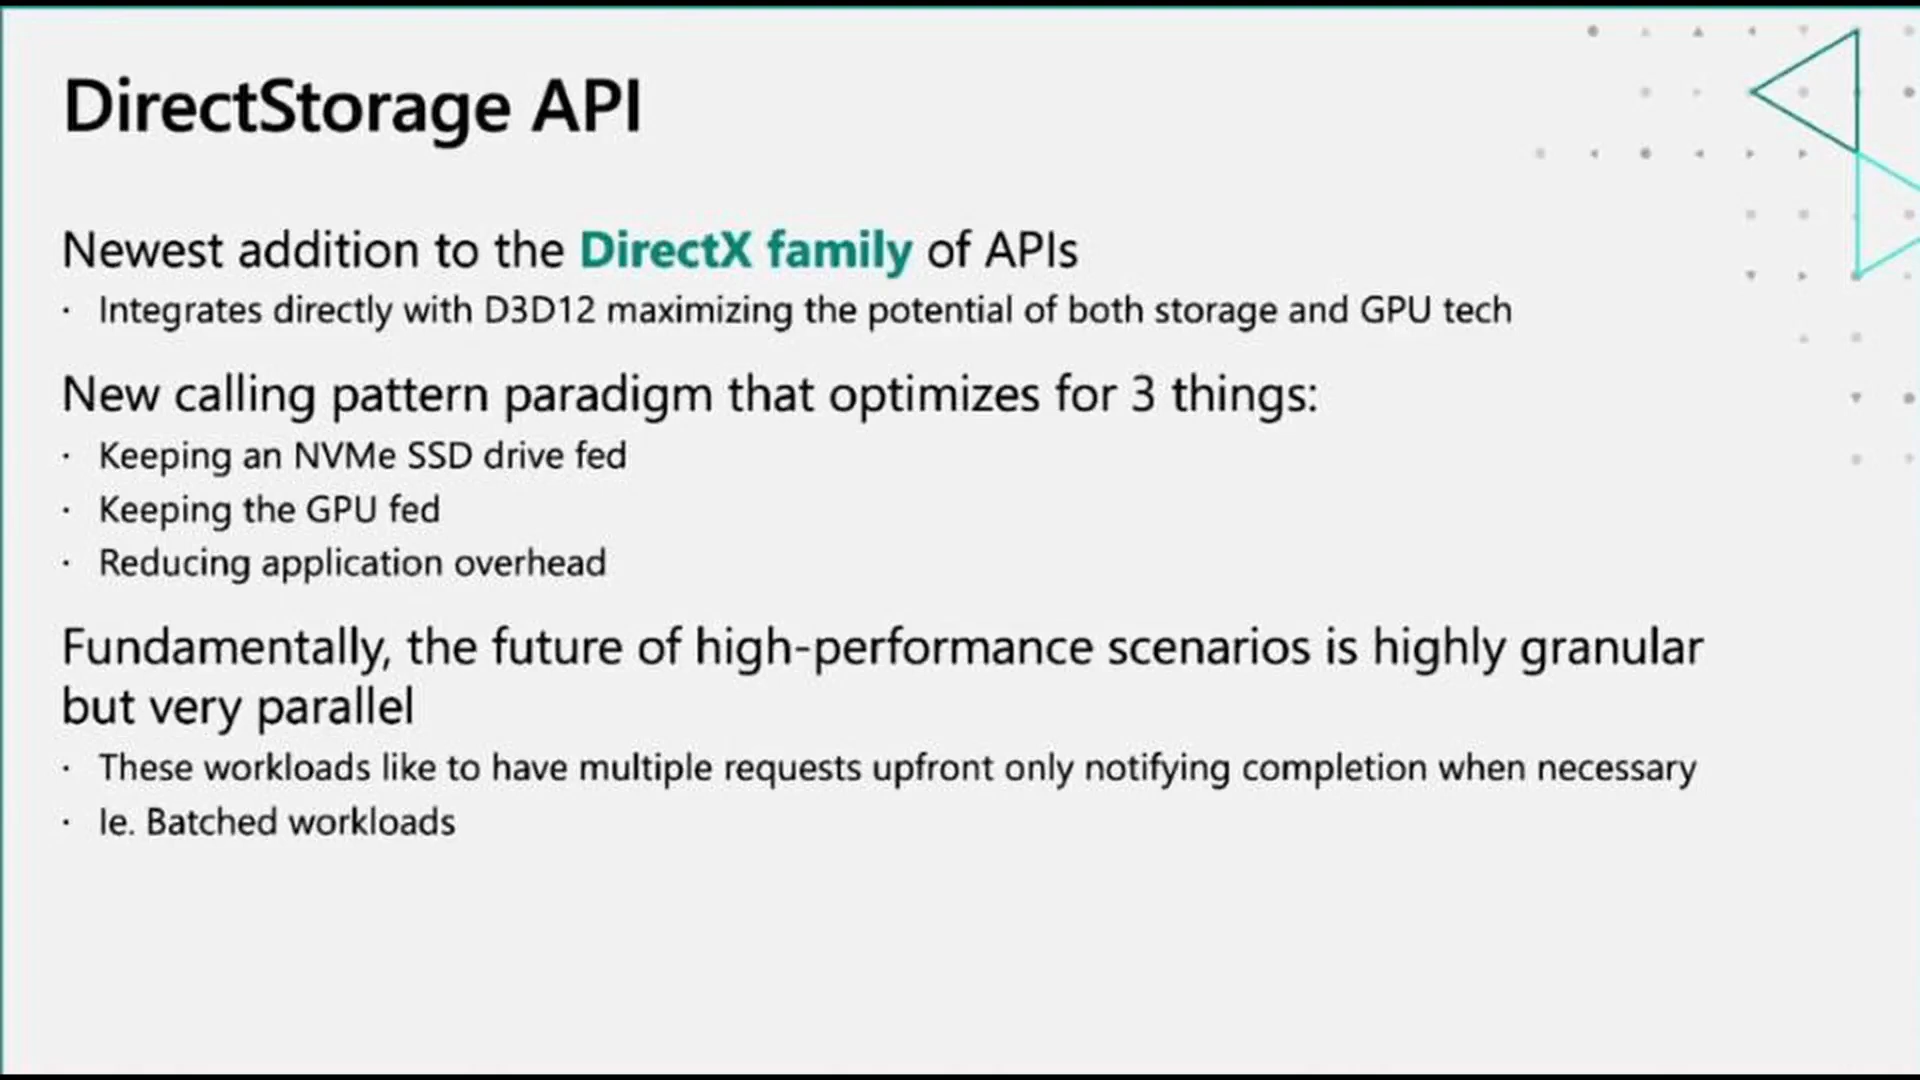 DirectStorage API
Newest addition to the DirectX family of APIs
· Integrates directly with D3D12 maximizing the potential of both storage and GPU tech
New calling pattern paradigm that optimizes for 3 things:
· Keeping an NVMe SSD drive fed
· Keeping the GPU fed
· Reducing application overhead
Fundamentally, the future of high-performance scenarios is highly granular
but very parallel
· These workloads like to have multiple requests upfront only notifying completion when necessary
· Ie. Batched workloads